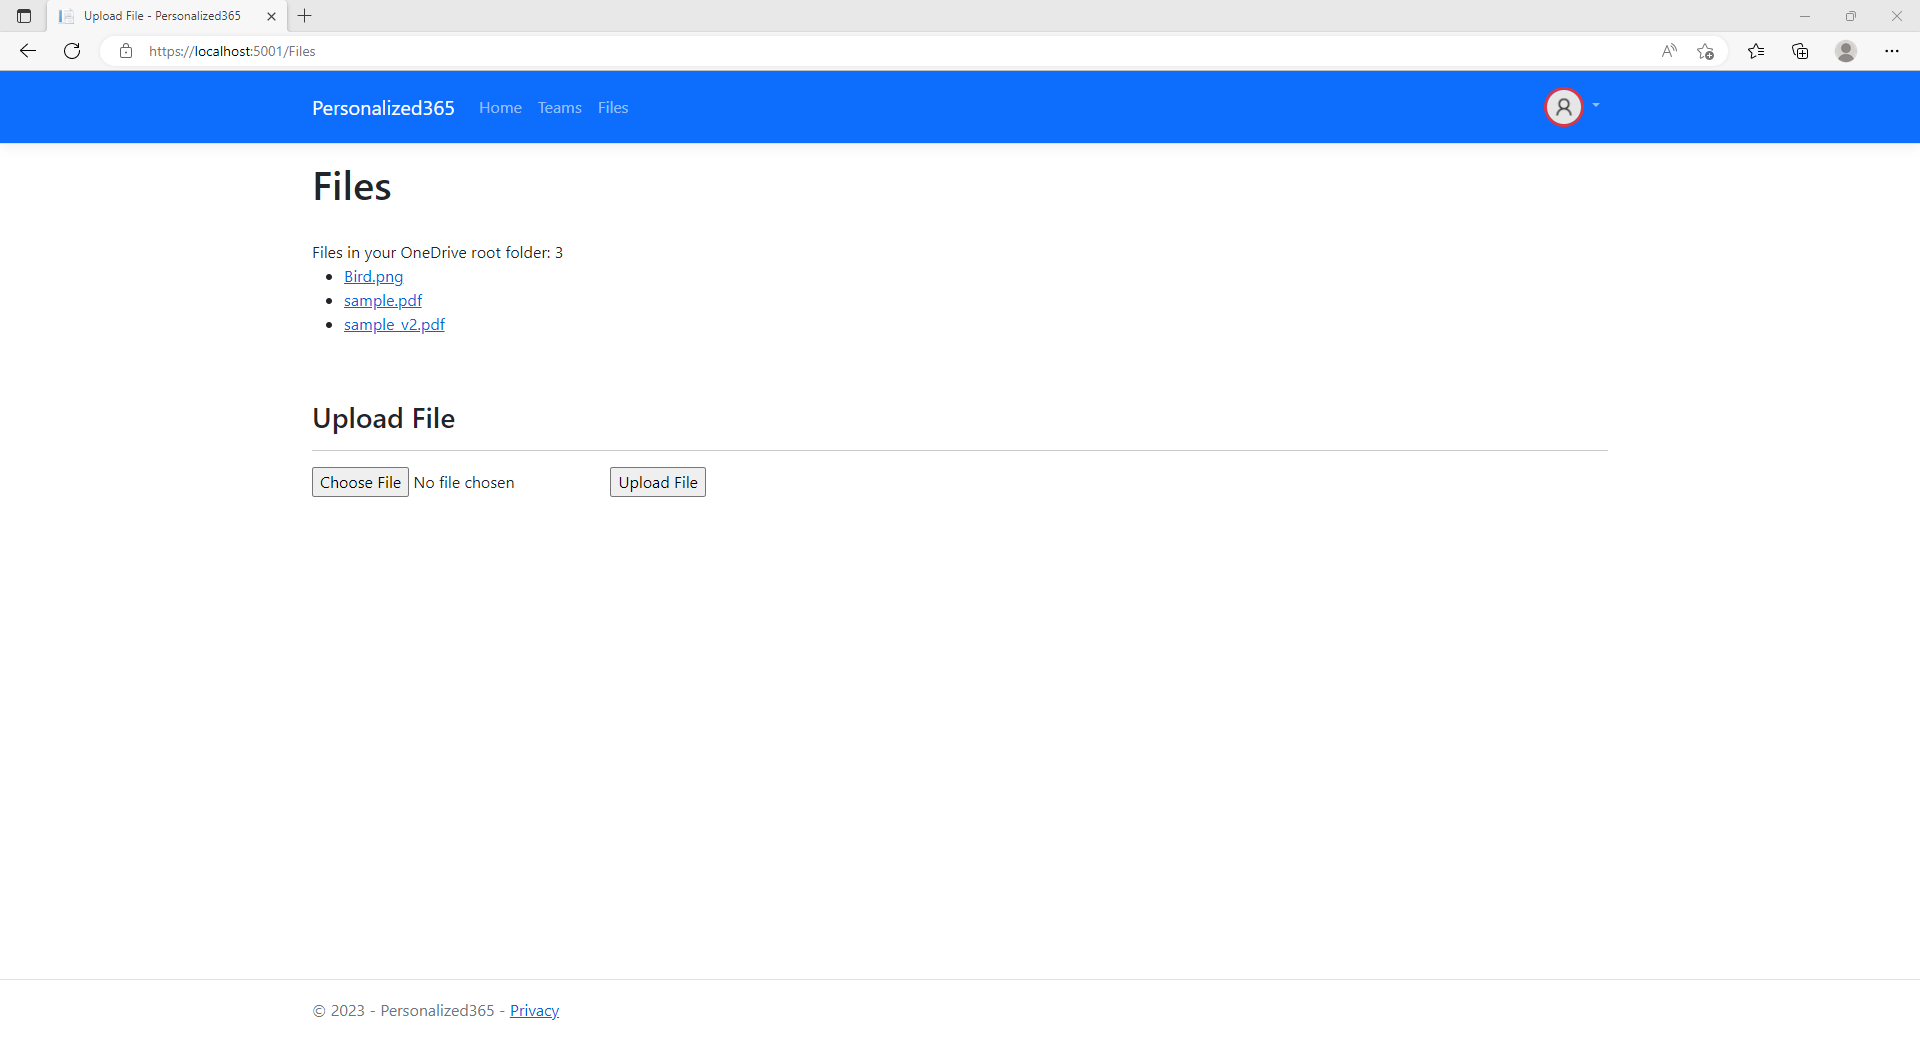 Upload File - Personalized365
https://localhost:5001/Files
Personalized365 Home Teams Files
Files
Files in your OneDrive root folder: 3
Bird.png
sample.pdf
sample_v2.pdf
Upload File
Choose File No file chosen Upload File
© 2023 - Personalized365 - Privacy